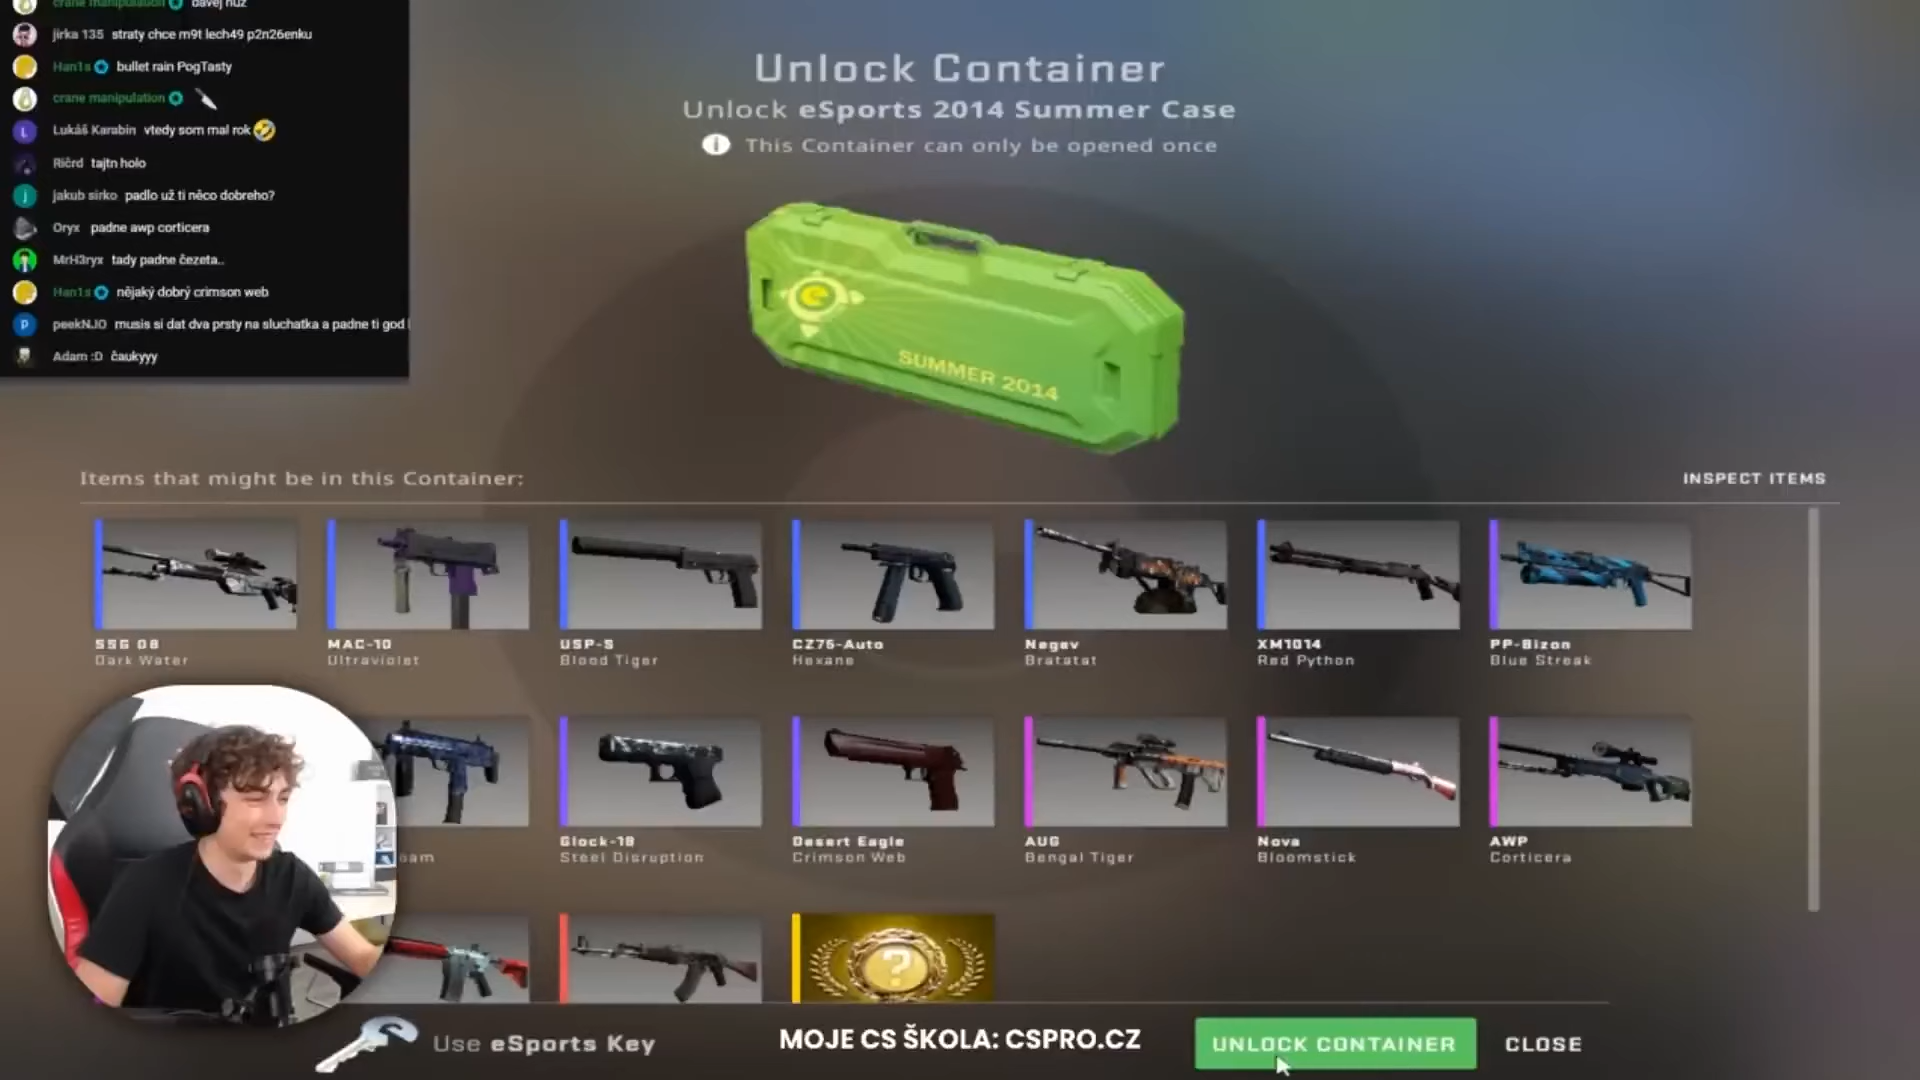 crane manipulation davej nuz
jirka 135 straty chce m9t lech49 p2n26enku
Han1s bullet rain PogTasty
crane manipulation
L Lukáš Karabin vtedy som mal rok
Ričrd tajtn holo
j jakub sirko padlo už ti něco dobreho?
Oryx padne awp corticera
MrH3ryx tady padne čezeta..
Han1s nějaký dobrý crimson web
P peekNJO musis si dat dva prsty na sluchatka a padne ti god
Adam :D čaukyyy
Unlock Container
Unlock eSports 2014 Summer Case
This Container can only be opened once
SUMMER 2014
Items that might be in this Container:
INSPECT ITEMS
SSG 08
Dark Water
MAC-10
Ultraviolet
USP-S
Blood Tiger
CZ75-Auto
Hexane
Negev
Bratatat
XM1014
Red Python
PP-Bizon
Blue Streak
oam
Glock-18
Steel Disruption
Desert Eagle
Crimson Web
AUG
Bengal Tiger
Nova
Bloomstick
AWP
Corticera
?
Use eSports Key
MOJE CS ŠKOLA: CSPRO.CZ
UNLOCK CONTAINER
CLOSE